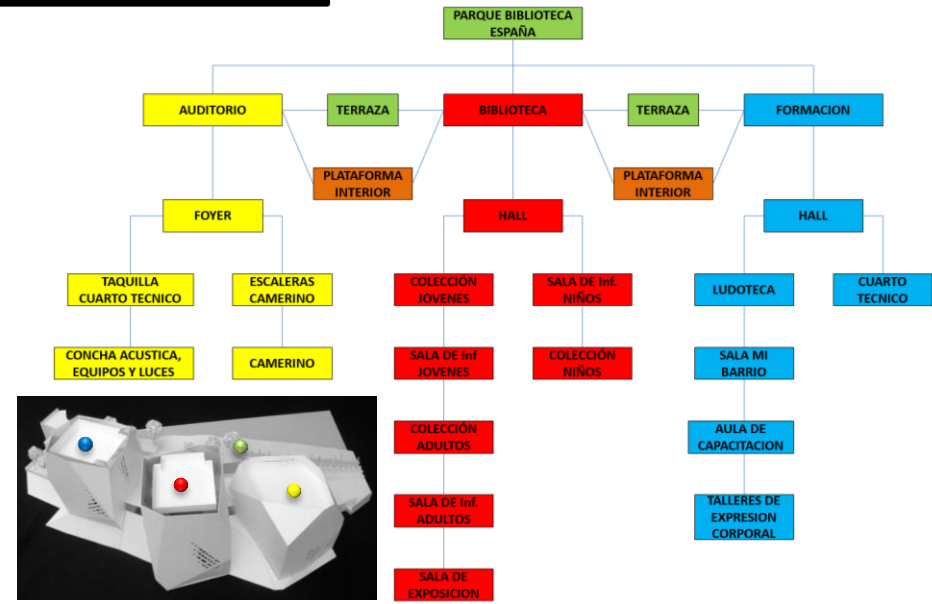 PARQUE BIBLIOTECA
ESPAÑA
AUDITORIO
TERRAZA
BIBLIOTECA
TERRAZA
FORMACION
PLATAFORMA
INTERIOR
PLATAFORMA
INTERIOR
FOYER
HALL
HALL
TAQUILLA
CUARTO TECNICO
ESCALERAS
CAMERINO
COLECCIÓN
JOVENES
SALA DE Inf.
NIÑOS
LUDOTECA
CUARTO
TECNICO
CONCHA ACUSTICA,
EQUIPOS Y LUCES
CAMERINO
SALA DE Inf
JOVENES
COLECCIÓN
NIÑOS
SALA MI
BARRIO
COLECCIÓN
ADULTOS
AULA DE
CAPACITACION
SALA DE Inf.
ADULTOS
TALLERES DE
EXPRESION
CORPORAL
SALA DE
EXPOSICION